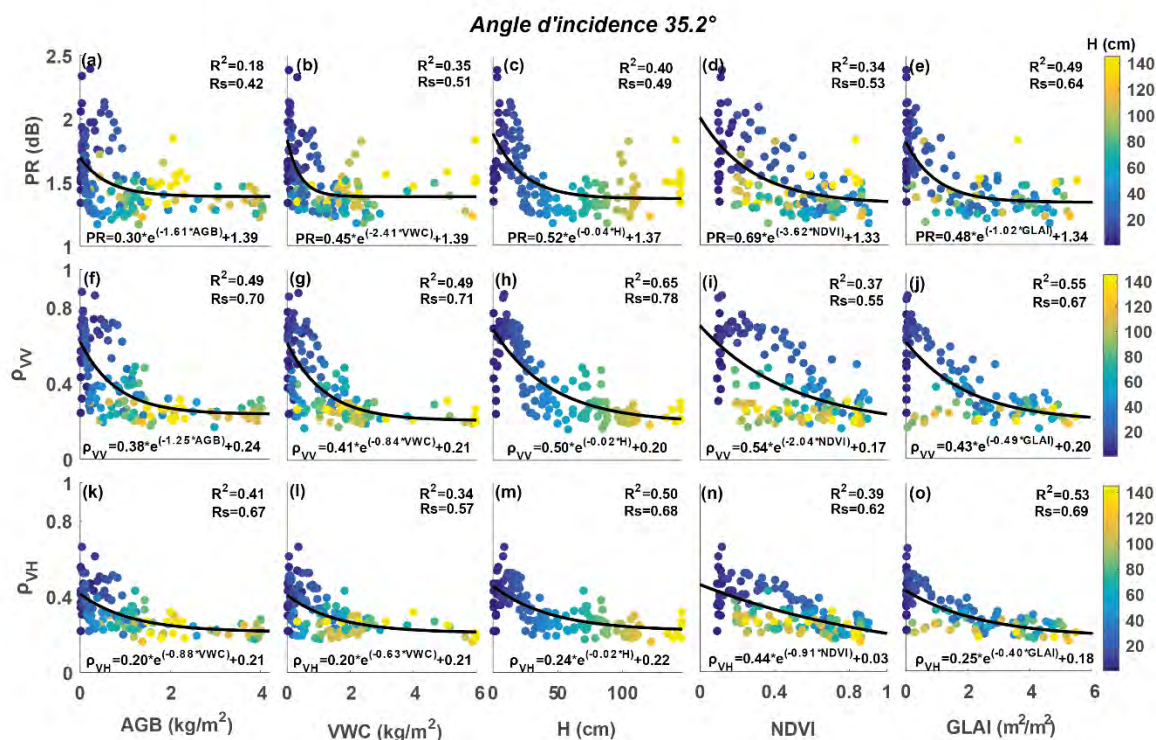 Angle d'incidence 35.2°
(a) R²=0.18 Rs=0.42
(b) R²=0.35 Rs=0.51
(c) R²=0.40 Rs=0.49
(d) R²=0.34 Rs=0.53
(e) R²=0.49 Rs=0.64
H (cm)
PR (dB)
2.5
2
1.5
1
PR=0.30*e^(-1.61*AGB)+1.39
PR=0.45*e^(-2.41*VWC)+1.39
PR=0.52*e^(-0.04*H)+1.37
PR=0.69*e^(-3.62*NDVI)+1.33
PR=0.48*e^(-1.02*GLAI)+1.34
140
120
100
80
60
40
20
(f) R²=0.49 Rs=0.70
(g) R²=0.49 Rs=0.71
(h) R²=0.65 Rs=0.78
(i) R²=0.37 Rs=0.55
(j) R²=0.55 Rs=0.67
ρVV
1
0.8
0.4
0
ρVV=0.38*e^(-1.25*AGB)+0.24
ρVV=0.41*e^(-0.84*VWC)+0.21
ρVV=0.50*e^(-0.02*H)+0.20
ρVV=0.54*e^(-2.04*NDVI)+0.17
ρVV=0.43*e^(-0.49*GLAI)+0.20
140
120
100
80
60
40
20
(k) R²=0.41 Rs=0.67
(l) R²=0.34 Rs=0.57
(m) R²=0.50 Rs=0.68
(n) R²=0.39 Rs=0.62
(o) R²=0.53 Rs=0.69
ρVH
1
0.8
0.4
0
ρVH=0.20*e^(-0.88*VWC)+0.21
ρVH=0.20*e^(-0.63*VWC)+0.21
ρVH=0.24*e^(-0.02*H)+0.22
ρVH=0.44*e^(-0.91*NDVI)+0.03
ρVH=0.25*e^(-0.40*GLAI)+0.18
140
120
100
80
60
40
20
0 2 4
0 2 4 6
0 50 100
0 0.4 0.8 1
0 2 4 6
AGB (kg/m²)
VWC (kg/m²)
H (cm)
NDVI
GLAI (m²/m²)